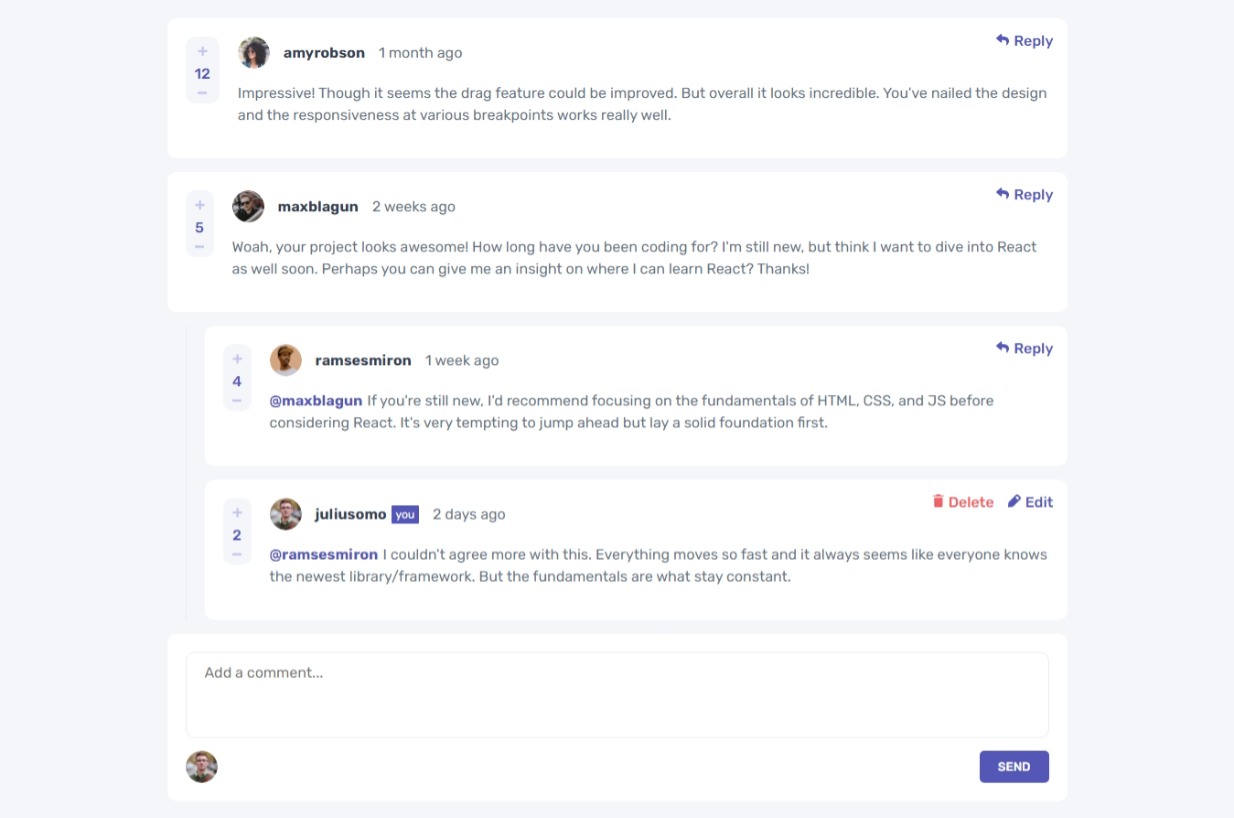 +
12
−
amyrobson 1 month ago
Reply
Impressive! Though it seems the drag feature could be improved. But overall it looks incredible. You've nailed the design
and the responsiveness at various breakpoints works really well.
+
5
−
maxblagun 2 weeks ago
Reply
Woah, your project looks awesome! How long have you been coding for? I'm still new, but think I want to dive into React
as well soon. Perhaps you can give me an insight on where I can learn React? Thanks!
+
4
−
ramsesmiron 1 week ago
Reply
@maxblagun If you're still new, I'd recommend focusing on the fundamentals of HTML, CSS, and JS before
considering React. It's very tempting to jump ahead but lay a solid foundation first.
+
2
−
juliusomo you 2 days ago
Delete Edit
@ramsesmiron I couldn't agree more with this. Everything moves so fast and it always seems like everyone knows
the newest library/framework. But the fundamentals are what stay constant.
Add a comment...
SEND